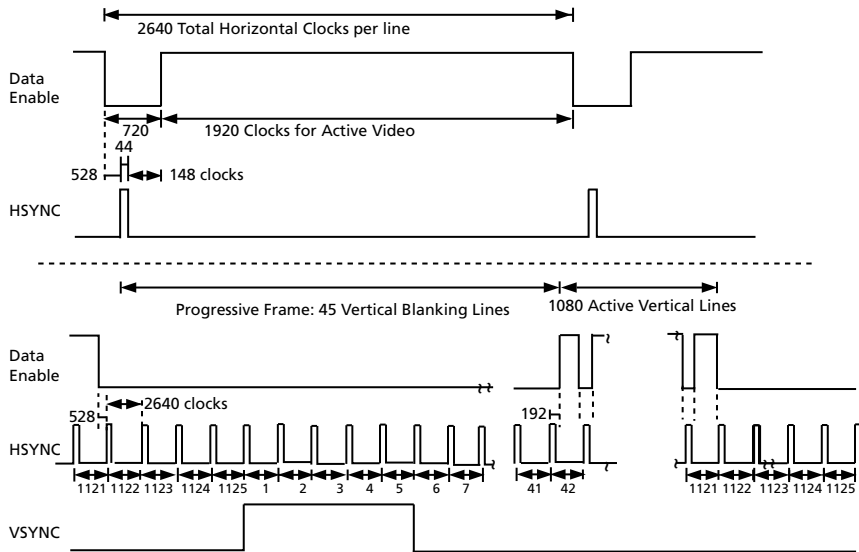 2640 Total Horizontal Clocks per line
Data
Enable
720
1920 Clocks for Active Video
44
528
148 clocks
HSYNC
Progressive Frame: 45 Vertical Blanking Lines
1080 Active Vertical Lines
Data
Enable
528
2640 clocks
192
HSYNC
1121 1122 1123 1124 1125 1 2 3 4 5 6 7 41 42 1121 1122 1123 1124 1125
VSYNC